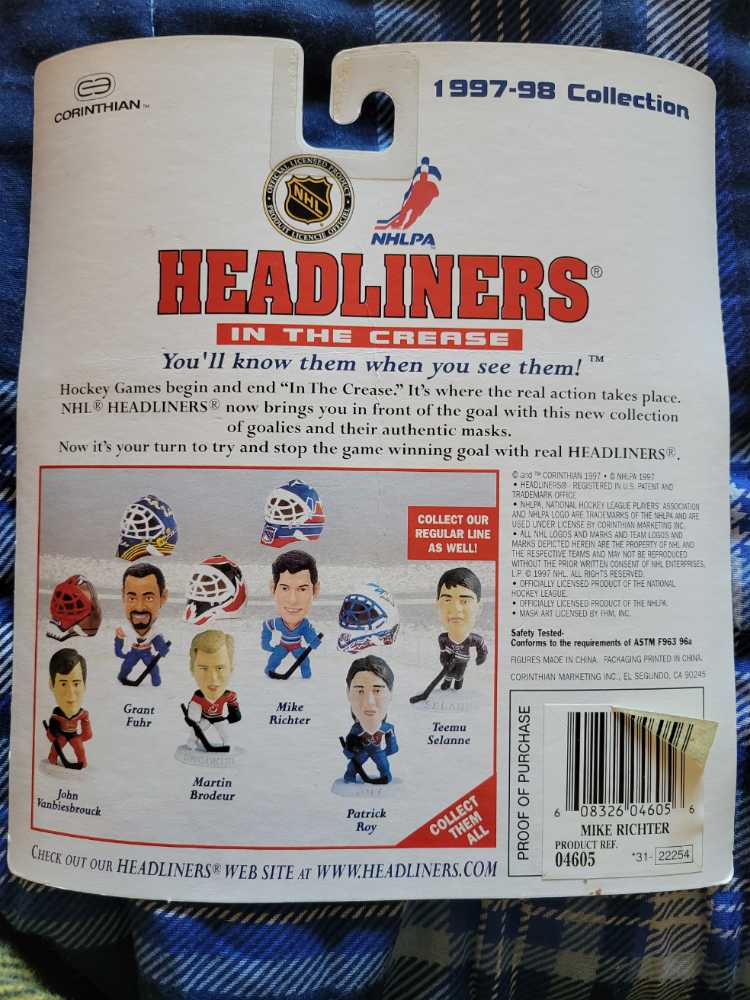 CORINTHIAN™
1997-98 Collection
OFFICIAL LICENSED PRODUCT
NHL
PRODUIT LICENCIE OFFICIEL
NHLPA
HEADLINERS®
IN THE CREASE
You'll know them when you see them! ™
Hockey Games begin and end “In The Crease.” It's where the real action takes place.
NHL® HEADLINERS® now brings you in front of the goal with this new collection
of goalies and their authentic masks.
Now it's your turn to try and stop the game winning goal with real HEADLINERS®.
COLLECT OUR
REGULAR LINE
AS WELL!
Grant
Fuhr
Mike
Richter
Teemu
Selanne
John
Vanbiesbrouck
Martin
Brodeur
Patrick
Roy
COLLECT
THEM
ALL
© and ™ CORINTHIAN 1997 • © NHLPA 1997
• HEADLINERS® - REGISTERED IN U.S. PATENT AND
TRADEMARK OFFICE
• NHLPA, NATIONAL HOCKEY LEAGUE PLAYERS' ASSOCIATION
AND NHLPA LOGO ARE TRADEMARKS OF THE NHLPA AND ARE
USED UNDER LICENSE BY CORINTHIAN MARKETING INC.
• ALL NHL LOGOS AND MARKS AND TEAM LOGOS AND
MARKS DEPICTED HEREIN ARE THE PROPERTY OF NHL AND
THE RESPECTIVE TEAMS AND MAY NOT BE REPRODUCED
WITHOUT THE PRIOR WRITTEN CONSENT OF NHL ENTERPRISES,
L.P. © 1997 NHL. ALL RIGHTS RESERVED.
• OFFICIALLY LICENSED PRODUCT OF THE NATIONAL
HOCKEY LEAGUE.
• OFFICIALLY LICENSED PRODUCT OF THE NHLPA.
• MASK ART LICENSED BY FHM, INC.
Safety Tested-
Conforms to the requirements of ASTM F963 96a
FIGURES MADE IN CHINA. PACKAGING PRINTED IN CHINA.
CORINTHIAN MARKETING INC., EL SEGUNDO, CA 90245
PROOF OF PURCHASE
6 08326 04605 6
MIKE RICHTER
PRODUCT REF.
04605
*31- 22254
CHECK OUT OUR HEADLINERS® WEB SITE AT WWW.HEADLINERS.COM